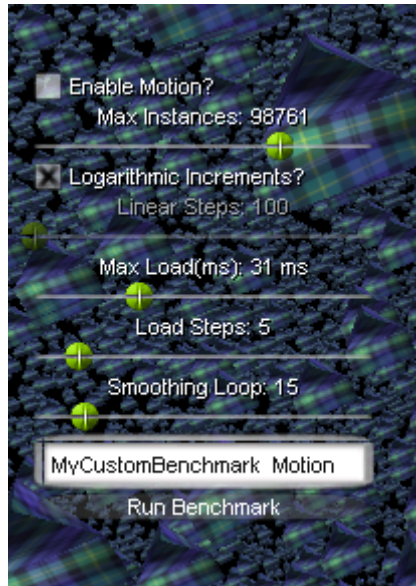 Enable Motion?
Max Instances: 98761
Logarithmic Increments?
Linear Steps: 100
Max Load(ms): 31 ms
Load Steps: 5
Smoothing Loop: 15
MyCustomBenchmark Motion
Run Benchmark